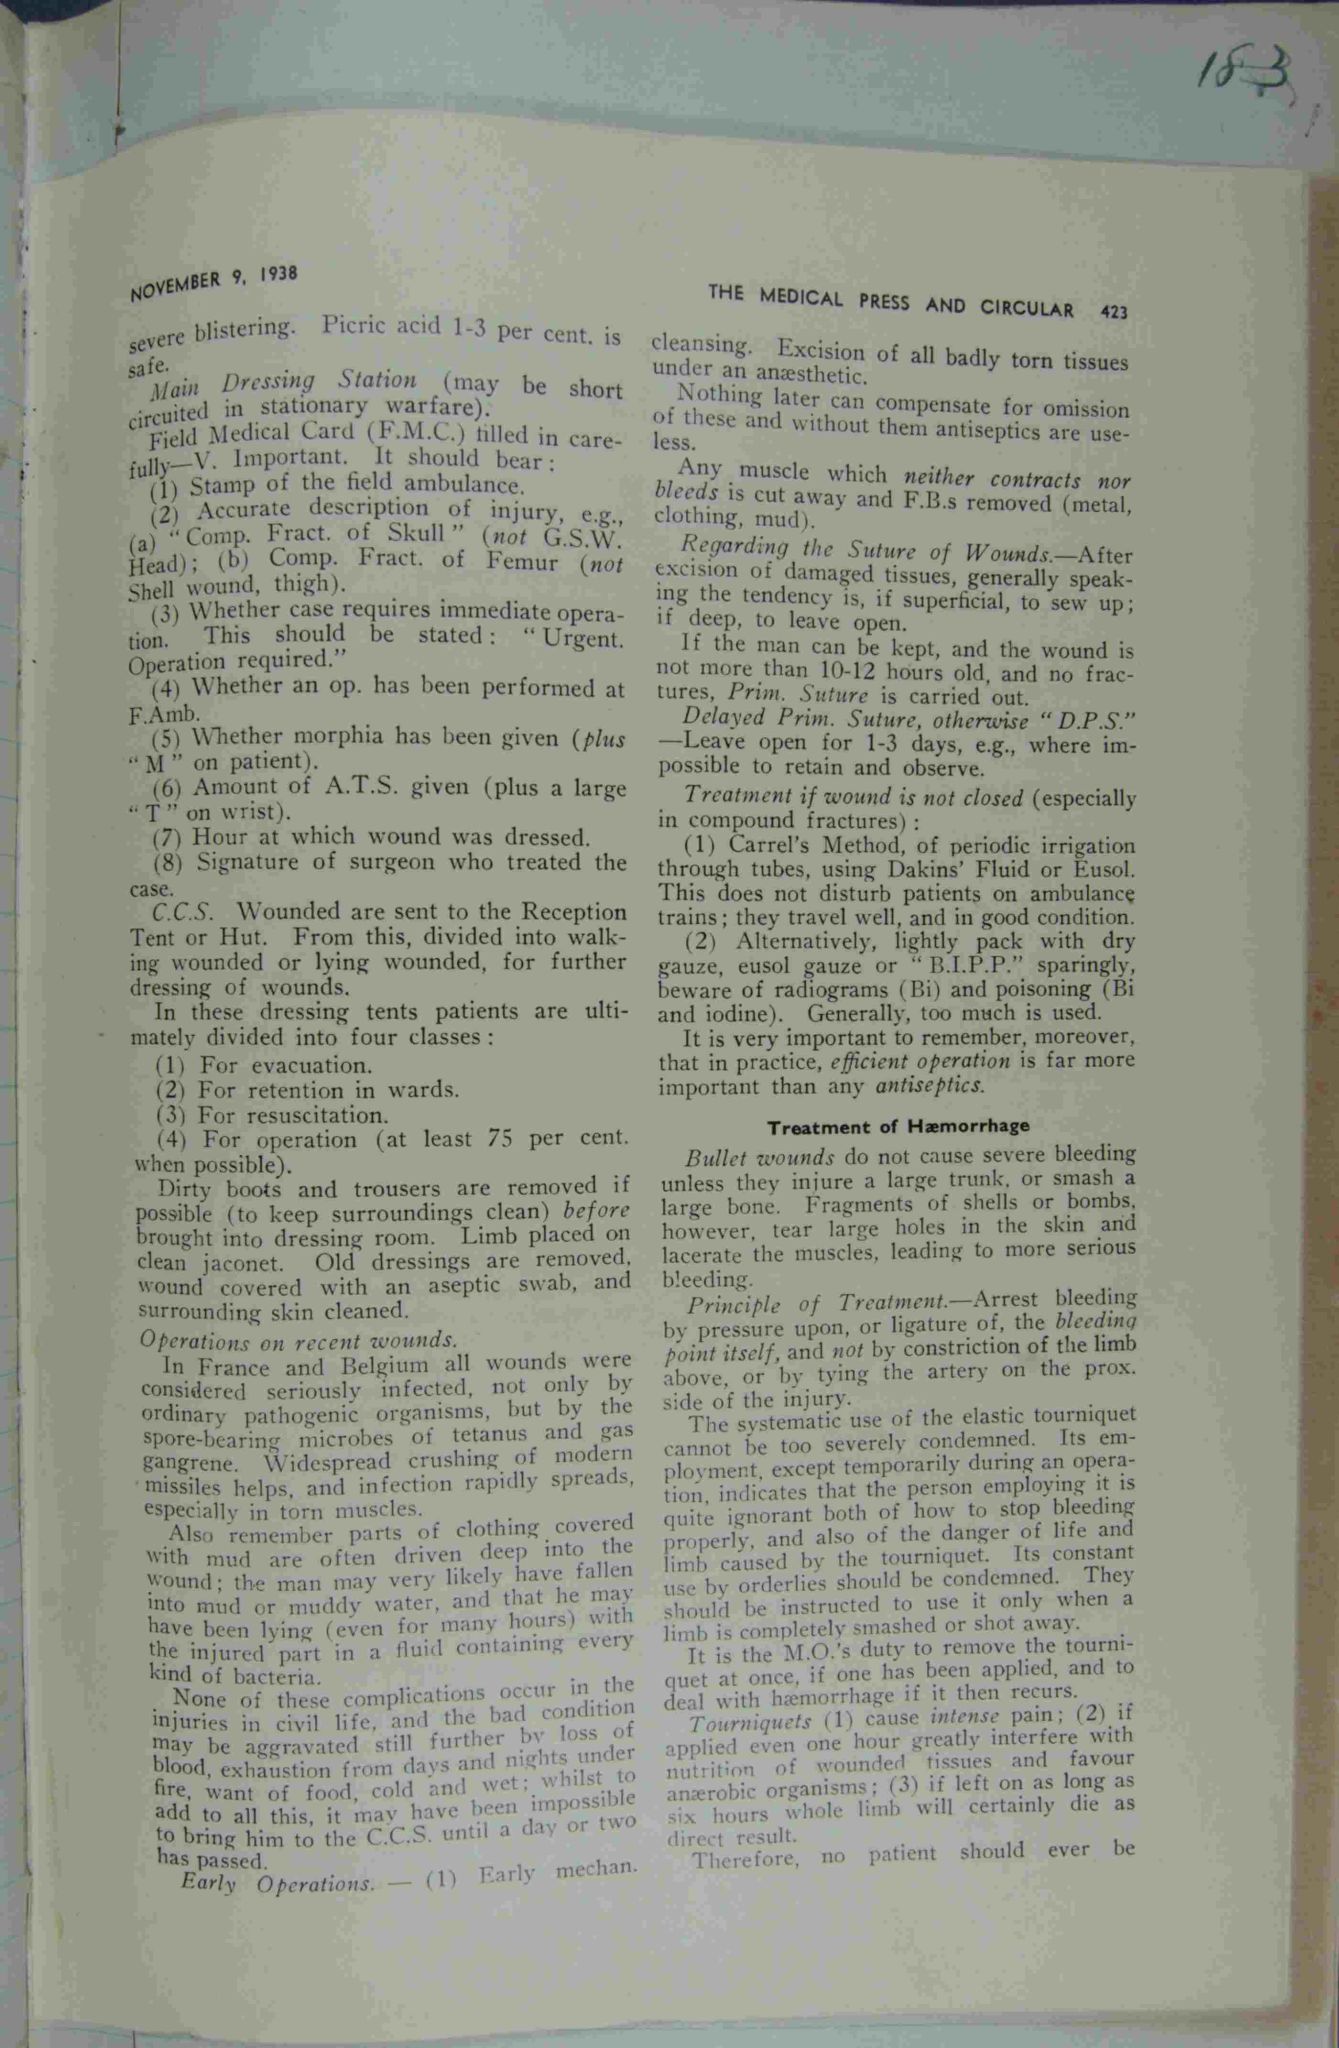 183
NOVEMBER 9, 1938
THE MEDICAL PRESS AND CIRCULAR 423
severe blistering. Picric acid 1-3 per cent. is
safe.
Main Dressing Station (may be short
circuited in stationary warfare).
Field Medical Card (F.M.C.) filled in care-
fully—V. Important. It should bear:
(1) Stamp of the field ambulance.
(2) Accurate description of injury, e.g.,
(a) "Comp. Fract. of Skull" (not G.S.W.
Head); (b) Comp. Fract. of Femur (not
Shell wound, thigh).
(3) Whether case requires immediate opera-
tion. This should be stated: "Urgent.
Operation required."
(4) Whether an op. has been performed at
F.Amb.
(5) Whether morphia has been given (plus
"M" on patient).
(6) Amount of A.T.S. given (plus a large
"T" on wrist).
(7) Hour at which wound was dressed.
(8) Signature of surgeon who treated the
case.
C.C.S. Wounded are sent to the Reception
Tent or Hut. From this, divided into walk-
ing wounded or lying wounded, for further
dressing of wounds.
In these dressing tents patients are ulti-
mately divided into four classes:
(1) For evacuation.
(2) For retention in wards.
(3) For resuscitation.
(4) For operation (at least 75 per cent.
when possible).
Dirty boots and trousers are removed if
possible (to keep surroundings clean) before
brought into dressing room. Limb placed on
clean jaconet. Old dressings are removed,
wound covered with an aseptic swab, and
surrounding skin cleaned.
Operations on recent wounds.
In France and Belgium all wounds were
considered seriously infected, not only by
ordinary pathogenic organisms, but by the
spore-bearing microbes of tetanus and gas
gangrene. Widespread crushing of modern
missiles helps, and infection rapidly spreads,
especially in torn muscles.
Also remember parts of clothing covered
with mud are often driven deep into the
wound; the man may very likely have fallen
into mud or muddy water, and that he may
have been lying (even for many hours) with
the injured part in a fluid containing every
kind of bacteria.
None of these complications occur in the
injuries in civil life, and the bad condition
may be aggravated still further by loss of
blood, exhaustion from days and nights under
fire, want of food, cold and wet; whilst to
add to all this, it may have been impossible
to bring him to the C.C.S. until a day or two
has passed.
Early Operations. — (1) Early mechan.
cleansing. Excision of all badly torn tissues
under an anæsthetic.
Nothing later can compensate for omission
of these and without them antiseptics are use-
less.
Any muscle which neither contracts nor
bleeds is cut away and F.B.s removed (metal,
clothing, mud).
Regarding the Suture of Wounds.—After
excision of damaged tissues, generally speak-
ing the tendency is, if superficial, to sew up;
if deep, to leave open.
If the man can be kept, and the wound is
not more than 10-12 hours old, and no frac-
tures, Prim. Suture is carried out.
Delayed Prim. Suture, otherwise "D.P.S."
—Leave open for 1-3 days, e.g., where im-
possible to retain and observe.
Treatment if wound is not closed (especially
in compound fractures):
(1) Carrel's Method, of periodic irrigation
through tubes, using Dakins' Fluid or Eusol.
This does not disturb patients on ambulance
trains; they travel well, and in good condition.
(2) Alternatively, lightly pack with dry
gauze, eusol gauze or "B.I.P.P." sparingly,
beware of radiograms (Bi) and poisoning (Bi
and iodine). Generally, too much is used.
It is very important to remember, moreover,
that in practice, efficient operation is far more
important than any antiseptics.
Treatment of Hæmorrhage
Bullet wounds do not cause severe bleeding
unless they injure a large trunk, or smash a
large bone. Fragments of shells or bombs,
however, tear large holes in the skin and
lacerate the muscles, leading to more serious
bleeding.
Principle of Treatment.—Arrest bleeding
by pressure upon, or ligature of, the bleeding
point itself, and not by constriction of the limb
above, or by tying the artery on the prox.
side of the injury.
The systematic use of the elastic tourniquet
cannot be too severely condemned. Its em-
ployment, except temporarily during an opera-
tion, indicates that the person employing it is
quite ignorant both of how to stop bleeding
properly, and also of the danger of life and
limb caused by the tourniquet. Its constant
use by orderlies should be condemned. They
should be instructed to use it only when a
limb is completely smashed or shot away.
It is the M.O.'s duty to remove the tourni-
quet at once, if one has been applied, and to
deal with hæmorrhage if it then recurs.
Tourniquets (1) cause intense pain; (2) if
applied even one hour greatly interfere with
nutrition of wounded tissues and favour
anærobic organisms; (3) if left on as long as
six hours whole limb will certainly die as
direct result.
Therefore, no patient should ever be